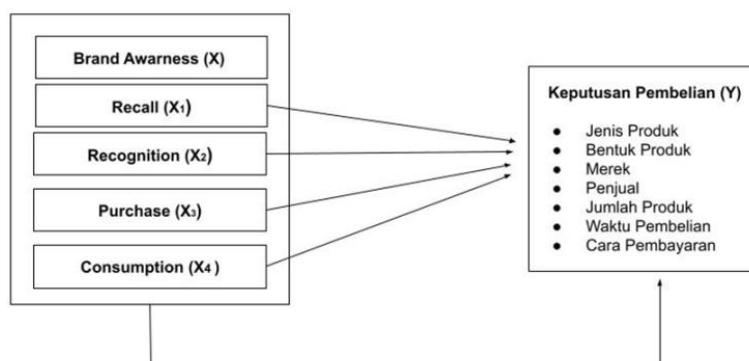 Brand Awarness (X)
Recall (X₁)
Recognition (X₂)
Purchase (X₃)
Consumption (X₄ )
Keputusan Pembelian (Y)
● Jenis Produk
● Bentuk Produk
● Merek
● Penjual
● Jumlah Produk
● Waktu Pembelian
● Cara Pembayaran